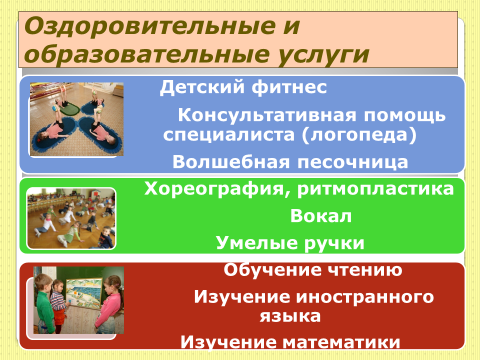 Оздоровительные и
образовательные услуги
Детский фитнес
Консультативная помощь
специалиста (логопеда)
Волшебная песочница
Хореография, ритмопластика
Вокал
Умелые ручки
Обучение чтению
Изучение иностранного
языка
Изучение математики